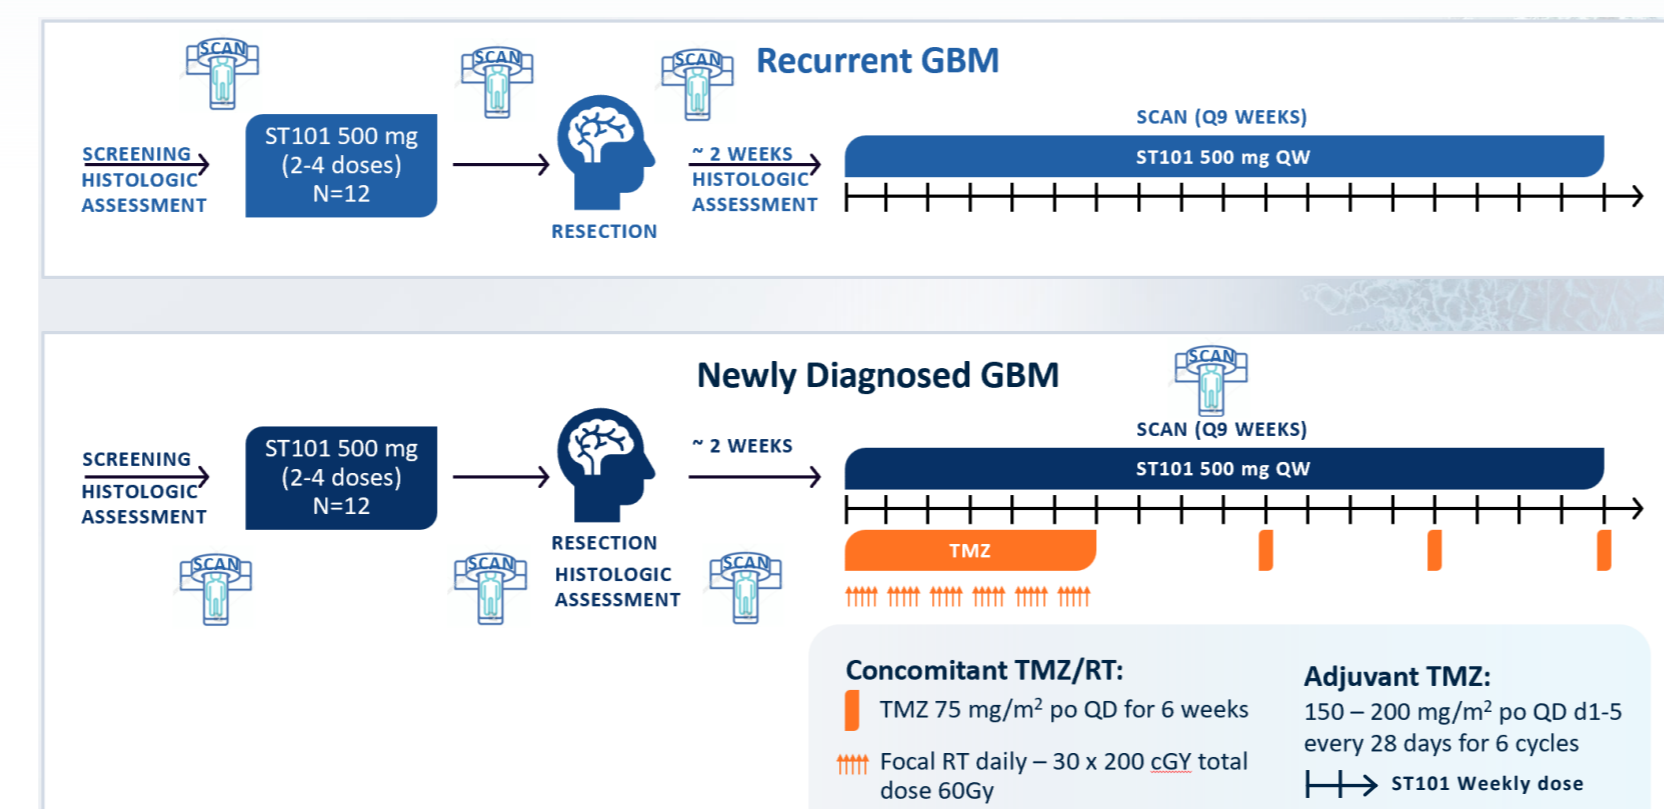 SCAN
SCAN
SCAN
Recurrent GBM
SCREENING
HISTOLOGIC
ASSESSMENT
ST101 500 mg
(2-4 doses)
N=12
RESECTION
~ 2 WEEKS
HISTOLOGIC
ASSESSMENT
SCAN (Q9 WEEKS)
ST101 500 mg QW
Newly Diagnosed GBM
SCAN
SCREENING
HISTOLOGIC
ASSESSMENT
ST101 500 mg
(2-4 doses)
N=12
SCAN
SCAN
RESECTION
HISTOLOGIC
ASSESSMENT
~ 2 WEEKS
SCAN
SCAN (Q9 WEEKS)
ST101 500 mg QW
TMZ
Concomitant TMZ/RT:
TMZ 75 mg/m² po QD for 6 weeks
Focal RT daily – 30 x 200 cGY total
dose 60Gy
Adjuvant TMZ:
150 – 200 mg/m² po QD d1-5
every 28 days for 6 cycles
ST101 Weekly dose